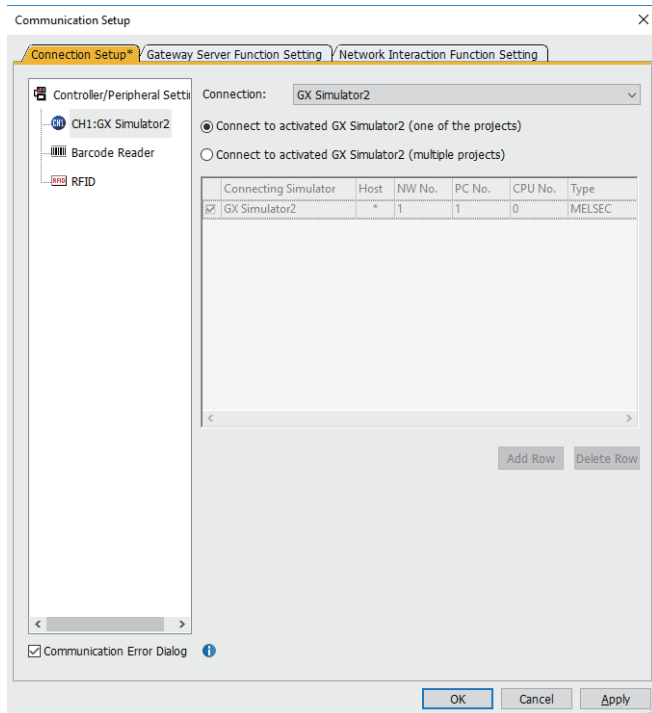 Communication Setup
Connection Setup* Gateway Server Function Setting Network Interaction Function Setting
Controller/Peripheral Settin
CH1 CH1:GX Simulator2
Barcode Reader
RFID RFID
Connection: GX Simulator2
Connect to activated GX Simulator2 (one of the projects)
Connect to activated GX Simulator2 (multiple projects)
Connecting Simulator Host NW No. PC No. CPU No. Type
GX Simulator2 * 1 1 0 MELSEC
Add Row Delete Row
Communication Error Dialog
OK Cancel Apply